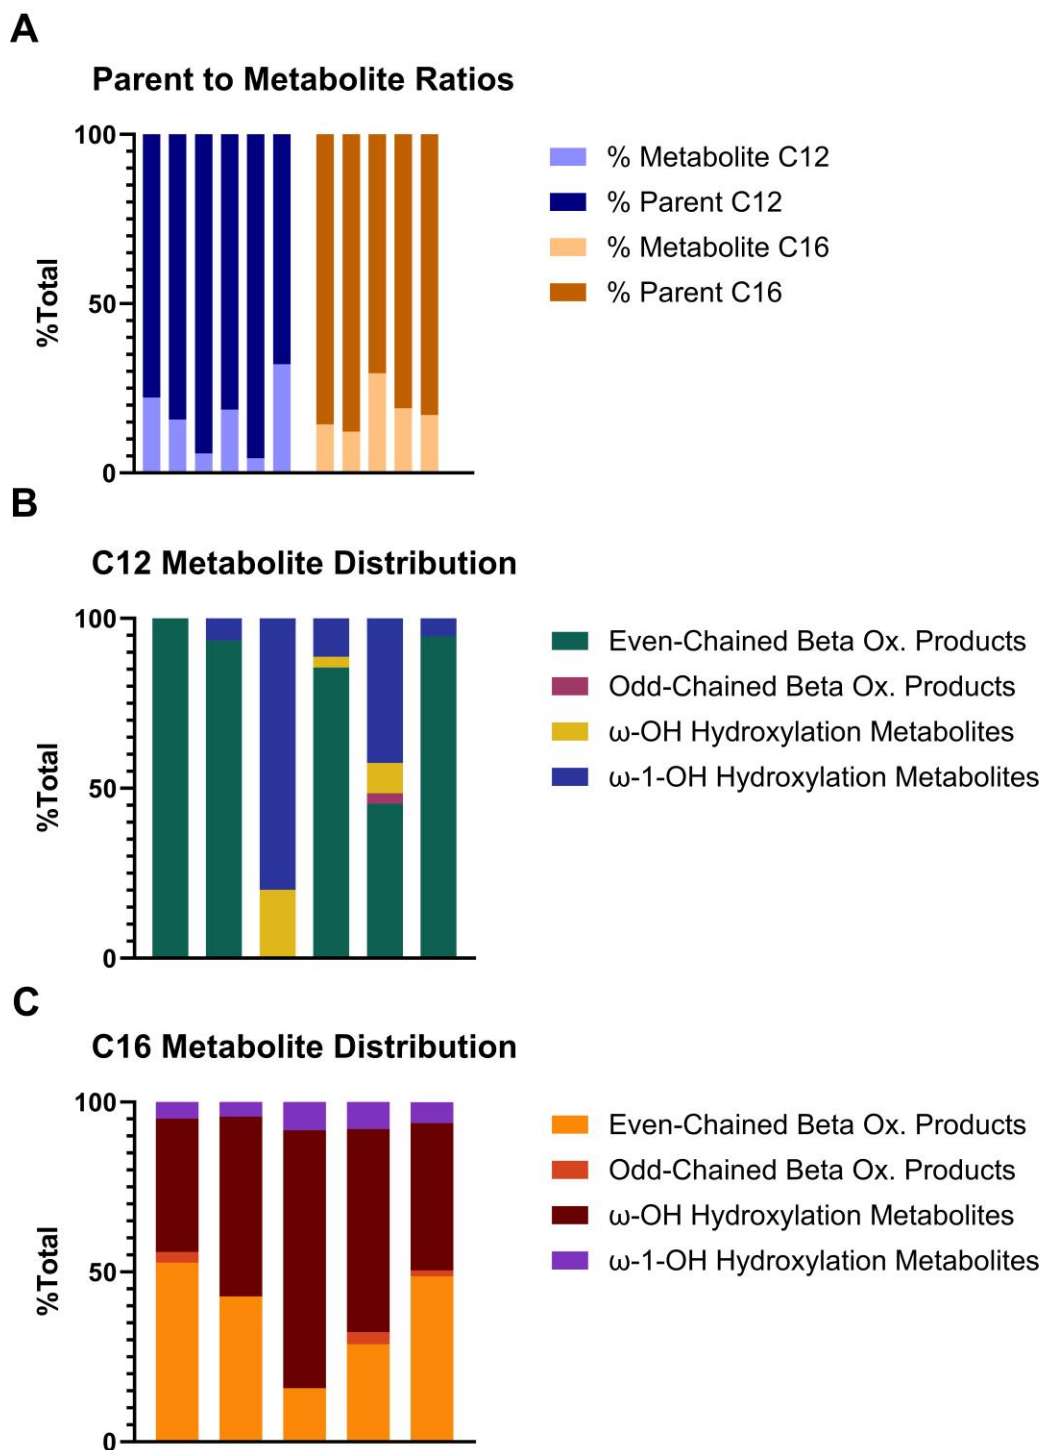 A
Parent to Metabolite Ratios
100
50
0
%Total
% Metabolite C12
% Parent C12
% Metabolite C16
% Parent C16
B
C12 Metabolite Distribution
100
50
0
%Total
Even-Chained Beta Ox. Products
Odd-Chained Beta Ox. Products
ω-OH Hydroxylation Metabolites
ω-1-OH Hydroxylation Metabolites
C
C16 Metabolite Distribution
100
50
0
%Total
Even-Chained Beta Ox. Products
Odd-Chained Beta Ox. Products
ω-OH Hydroxylation Metabolites
ω-1-OH Hydroxylation Metabolites